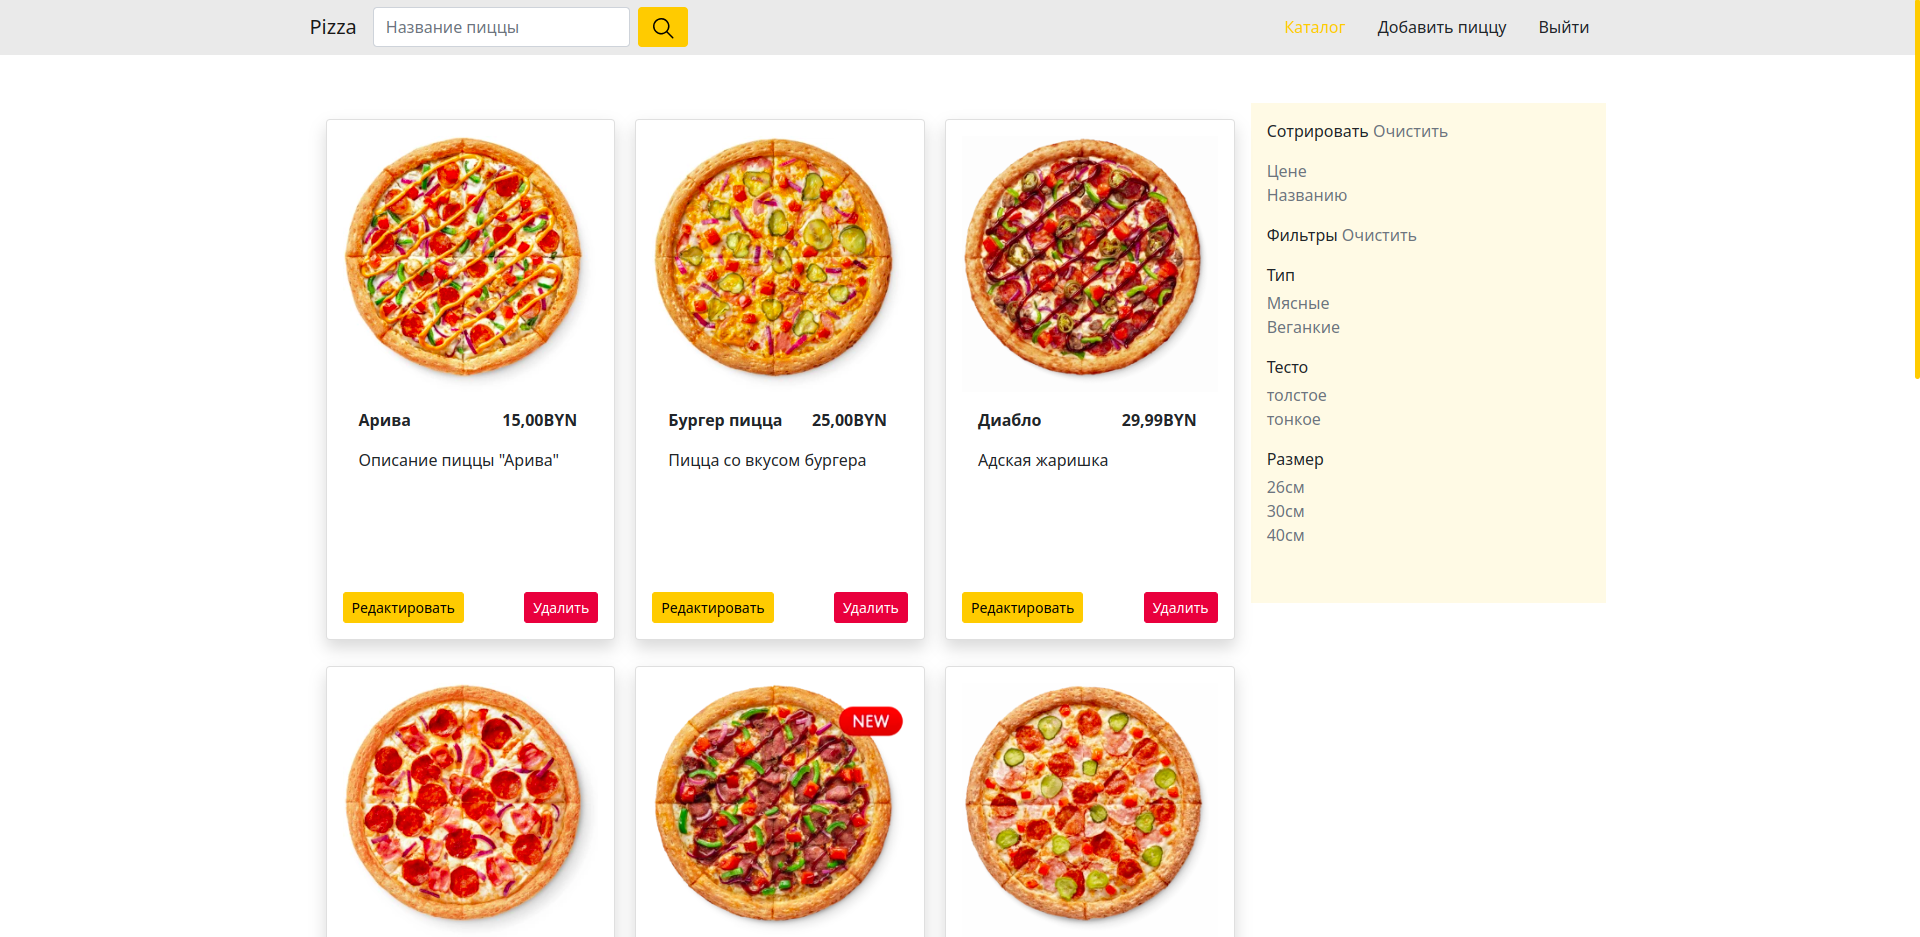 Pizza
Название пиццы
Каталог
Добавить пиццу
Выйти
Арива 15,00BYN
Описание пиццы "Арива"
Редактировать Удалить
Бургер пицца 25,00BYN
Пицца со вкусом бургера
Редактировать Удалить
Диабло 29,99BYN
Адская жаришка
Редактировать Удалить
NEW
Сотрировать Очистить
Цене
Названию
Фильтры Очистить
Тип
Мясные
Веганкие
Тесто
толстое
тонкое
Размер
26см
30см
40см